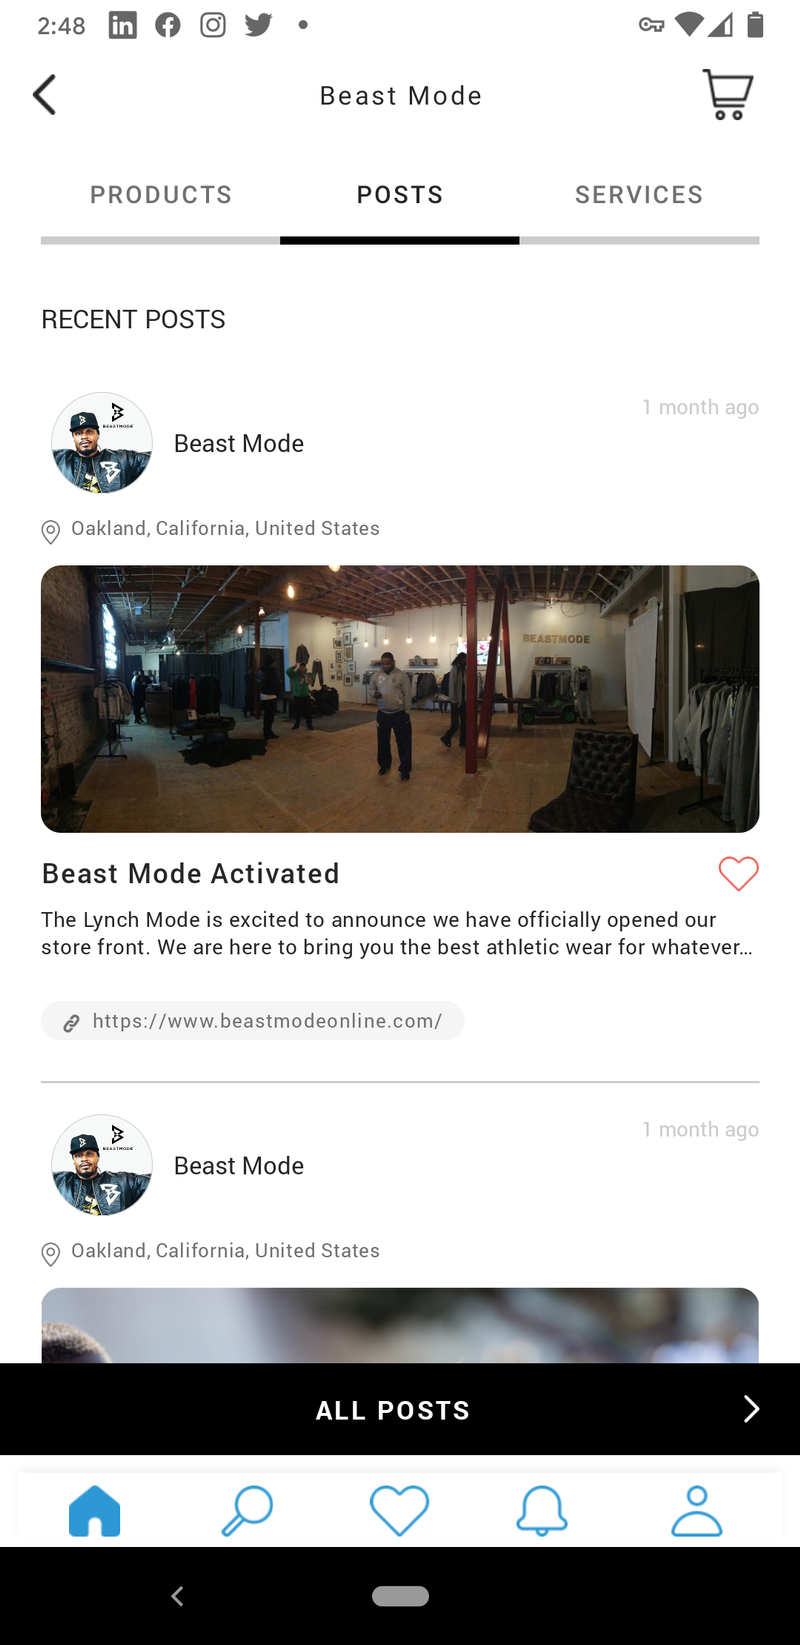 2:48
Beast Mode
PRODUCTS POSTS SERVICES
RECENT POSTS
1 month ago
BEASTMODE
Beast Mode
Oakland, California, United States
BEASTMODE
Beast Mode Activated
The Lynch Mode is excited to announce we have officially opened our
store front. We are here to bring you the best athletic wear for whatever...
https://www.beastmodeonline.com/
1 month ago
BEASTMODE
Beast Mode
Oakland, California, United States
ALL POSTS